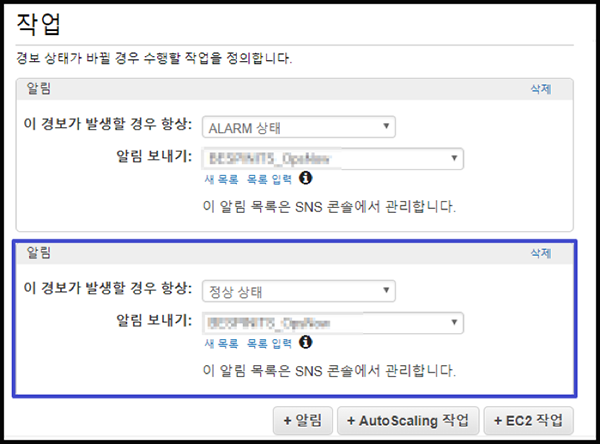 작업
경보 상태가 바뀔 경우 수행할 작업을 정의합니다.
알림 삭제
이 경보가 발생할 경우 항상: ALARM 상태
알림 보내기:
새 목록 목록 입력
이 알림 목록은 SNS 콘솔에서 관리합니다.
알림 삭제
이 경보가 발생할 경우 항상: 정상 상태
알림 보내기:
새 목록 목록 입력
이 알림 목록은 SNS 콘솔에서 관리합니다.
+ 알림 + AutoScaling 작업 + EC2 작업